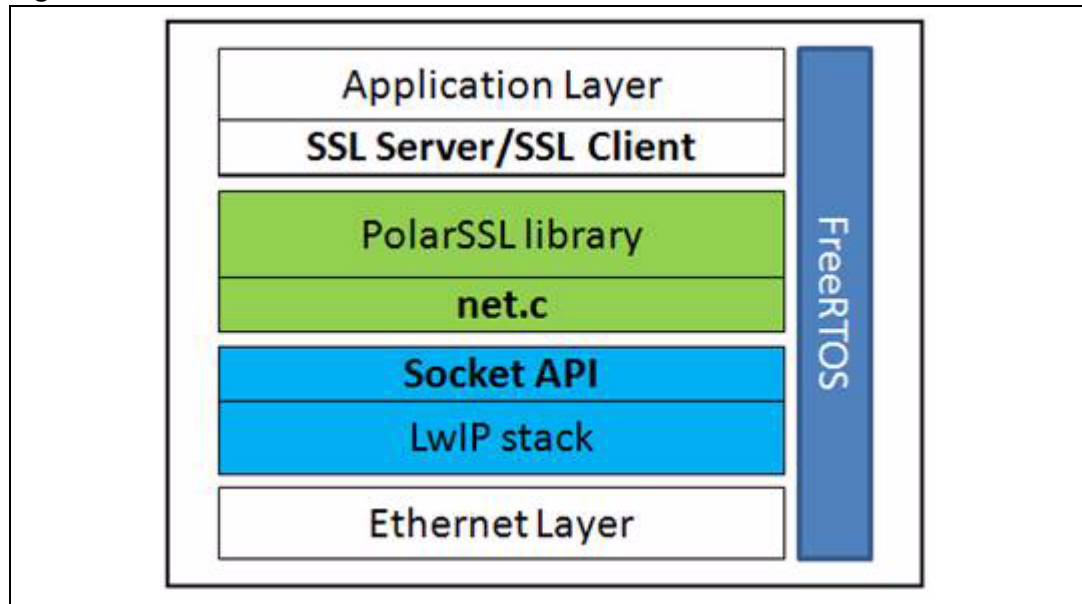 Application Layer
SSL Server/SSL Client
PolarSSL library
net.c
Socket API
LwIP stack
Ethernet Layer
FreeRTOS